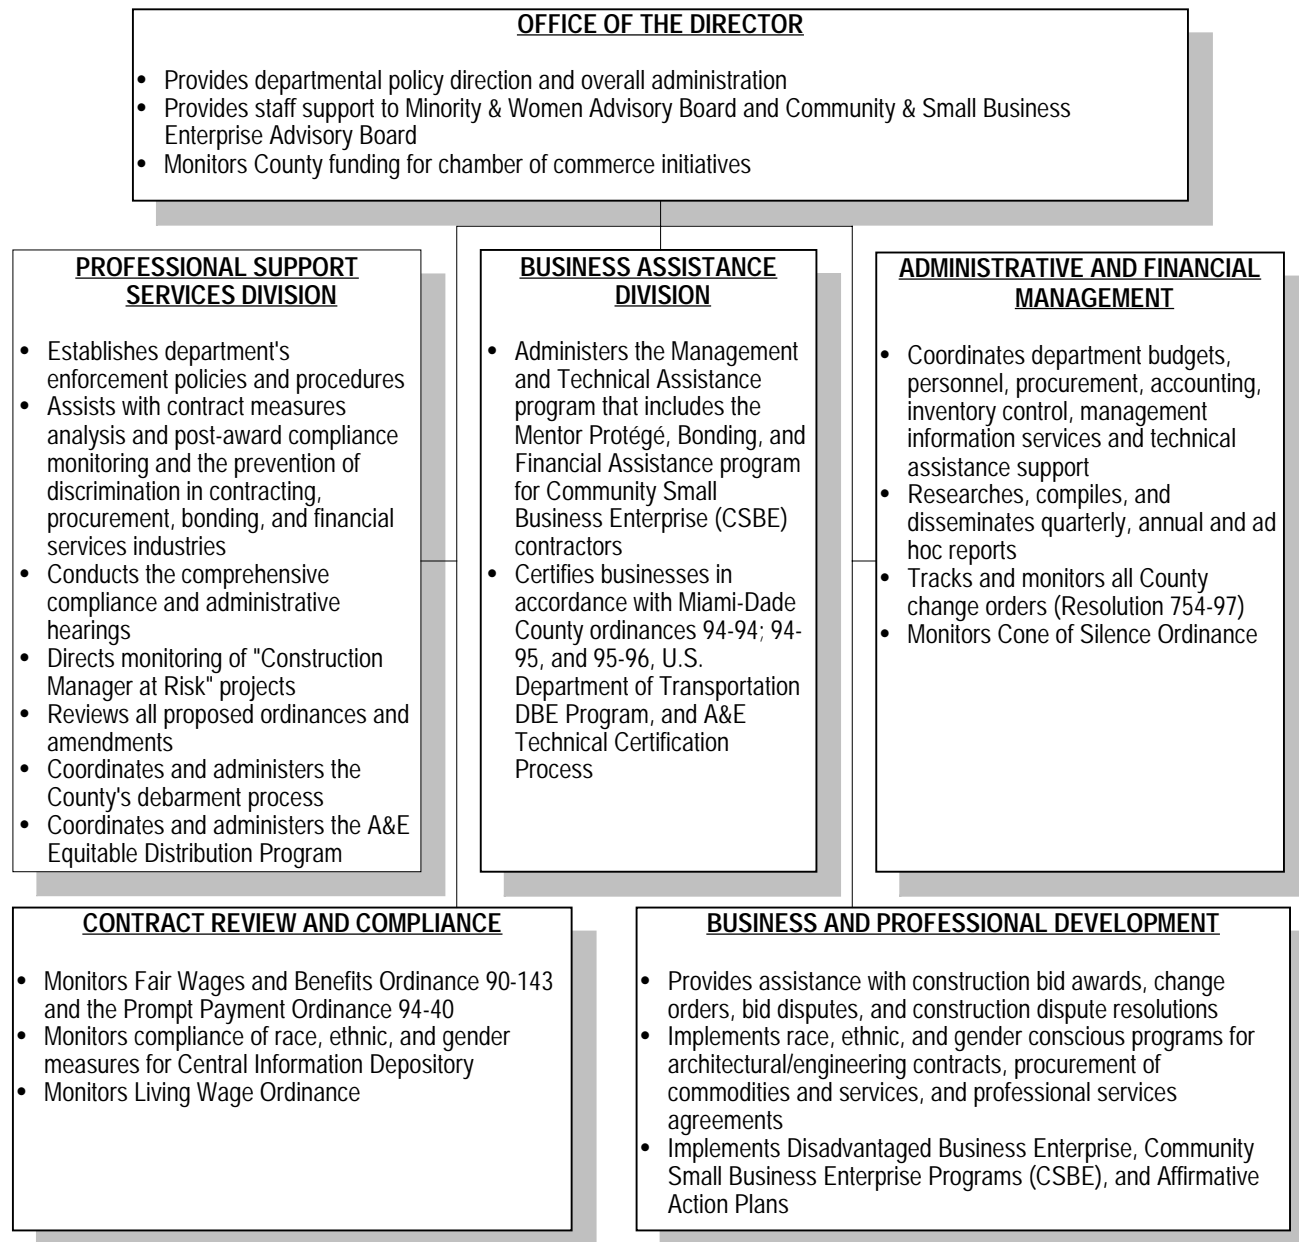 OFFICE OF THE DIRECTOR
• Provides departmental policy direction and overall administration
• Provides staff support to Minority & Women Advisory Board and Community & Small Business
Enterprise Advisory Board
• Monitors County funding for chamber of commerce initiatives
PROFESSIONAL SUPPORT
SERVICES DIVISION
• Establishes department's
enforcement policies and procedures
• Assists with contract measures
analysis and post-award compliance
monitoring and the prevention of
discrimination in contracting,
procurement, bonding, and financial
services industries
• Conducts the comprehensive
compliance and administrative
hearings
• Directs monitoring of "Construction
Manager at Risk" projects
• Reviews all proposed ordinances and
amendments
• Coordinates and administers the
County's debarment process
• Coordinates and administers the A&E
Equitable Distribution Program
BUSINESS ASSISTANCE
DIVISION
• Administers the Management
and Technical Assistance
program that includes the
Mentor Protégé, Bonding, and
Financial Assistance program
for Community Small
Business Enterprise (CSBE)
contractors
• Certifies businesses in
accordance with Miami-Dade
County ordinances 94-94; 94-
95, and 95-96, U.S.
Department of Transportation
DBE Program, and A&E
Technical Certification
Process
ADMINISTRATIVE AND FINANCIAL
MANAGEMENT
• Coordinates department budgets,
personnel, procurement, accounting,
inventory control, management
information services and technical
assistance support
• Researches, compiles, and
disseminates quarterly, annual and ad
hoc reports
• Tracks and monitors all County
change orders (Resolution 754-97)
• Monitors Cone of Silence Ordinance
CONTRACT REVIEW AND COMPLIANCE
• Monitors Fair Wages and Benefits Ordinance 90-143
and the Prompt Payment Ordinance 94-40
• Monitors compliance of race, ethnic, and gender
measures for Central Information Depository
• Monitors Living Wage Ordinance
BUSINESS AND PROFESSIONAL DEVELOPMENT
• Provides assistance with construction bid awards, change
orders, bid disputes, and construction dispute resolutions
• Implements race, ethnic, and gender conscious programs for
architectural/engineering contracts, procurement of
commodities and services, and professional services
agreements
• Implements Disadvantaged Business Enterprise, Community
Small Business Enterprise Programs (CSBE), and Affirmative
Action Plans